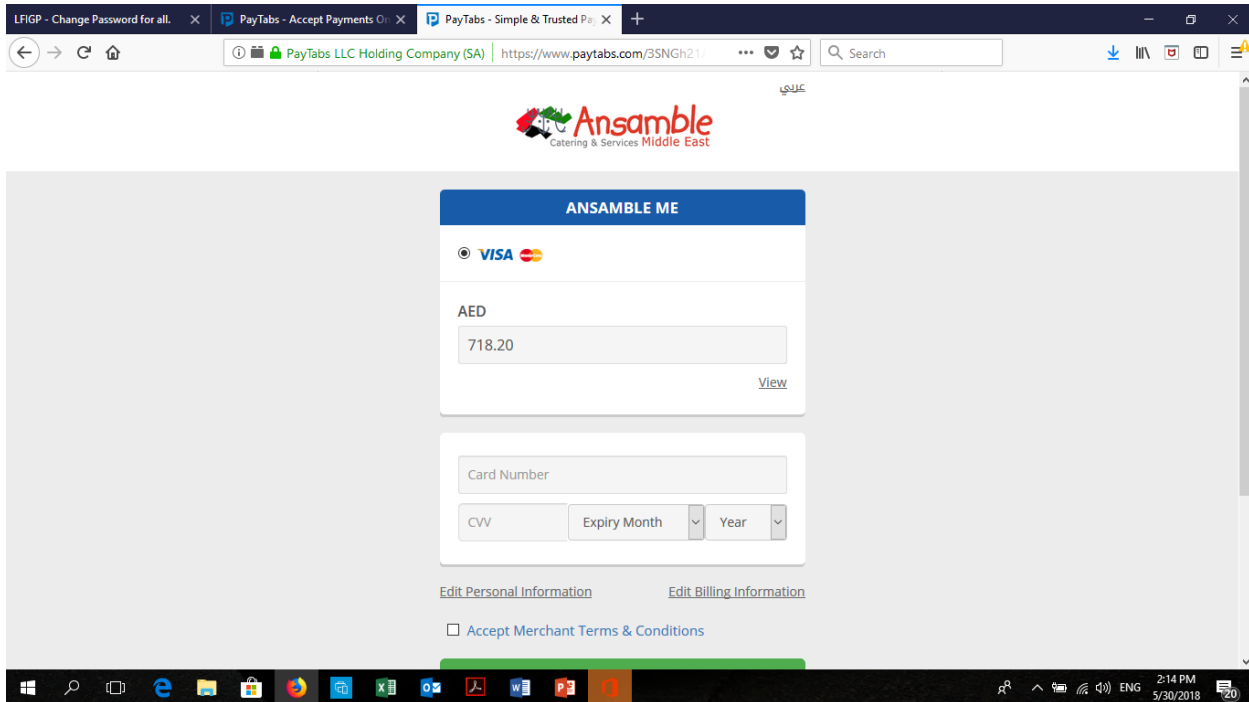 LFIGP - Change Password for all.
PayTabs - Accept Payments On
PayTabs - Simple & Trusted Pa
PayTabs LLC Holding Company (SA)
https://www.paytabs.com/3SNGh21
Search
عربي
Ansamble
Catering & Services Middle East
ANSAMBLE ME
VISA
AED
718.20
View
Card Number
CVV
Expiry Month
Year
Edit Personal Information
Edit Billing Information
Accept Merchant Terms & Conditions
ENG
2:14 PM
5/30/2018
20